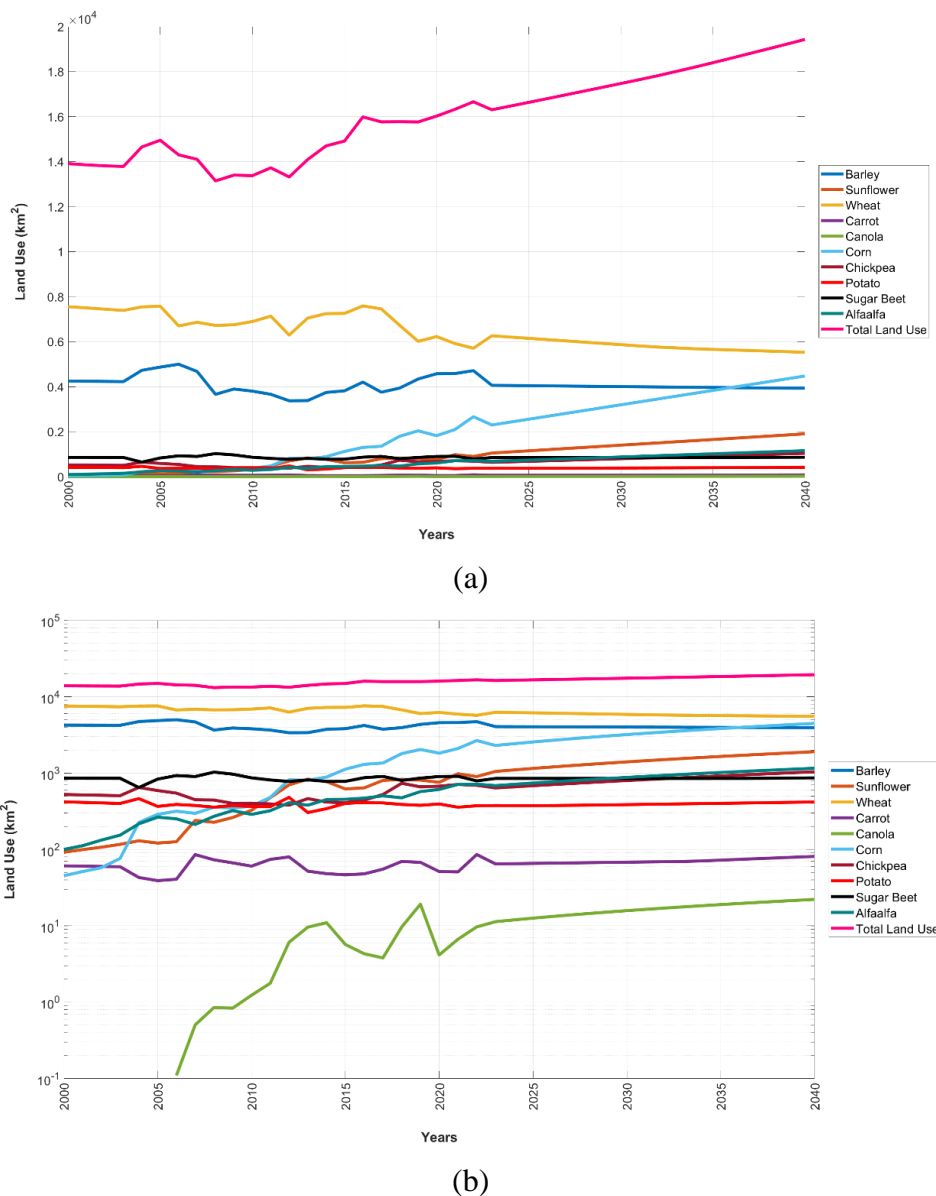 ×10⁴
2
1.8
1.6
1.4
1.2
1
0.8
0.6
0.4
0.2
0
Land Use (km²)
2000 2005 2010 2015 2020 2025 2030 2035 2040
Years
Barley
Sunflower
Wheat
Carrot
Canola
Corn
Chickpea
Potato
Sugar Beet
Alfaalfa
Total Land Use
(a)
10⁵
10⁴
10³
10²
10¹
10⁰
10⁻¹
Land Use (km²)
2000 2005 2010 2015 2020 2025 2030 2035 2040
Years
Barley
Sunflower
Wheat
Carrot
Canola
Corn
Chickpea
Potato
Sugar Beet
Alfaalfa
Total Land Use
(b)